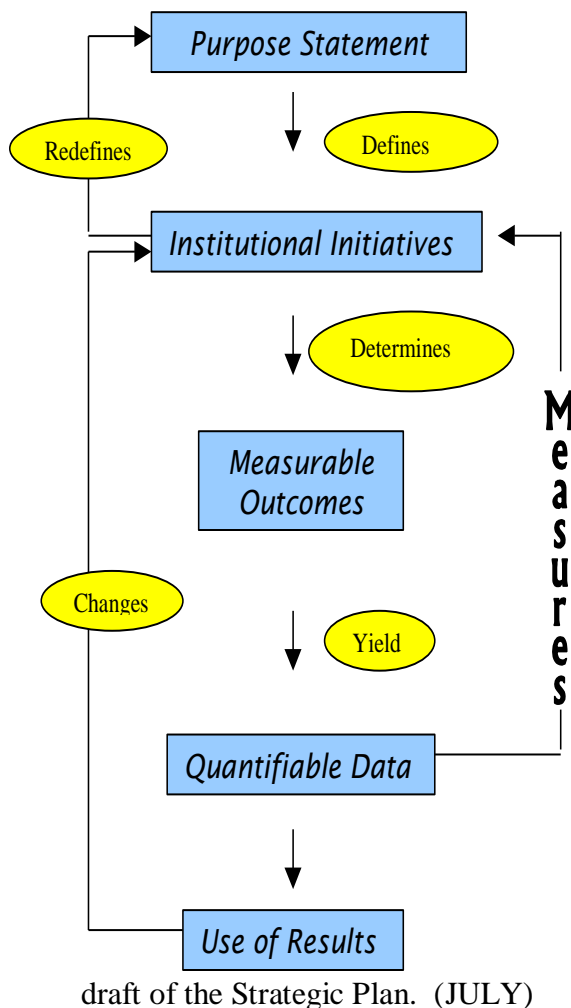 Purpose Statement
Redefines
Defines
Institutional Initiatives
Determines
Measurable
Outcomes
Measures
Changes
Yield
Quantifiable Data
Use of Results
draft of the Strategic Plan.  (JULY)